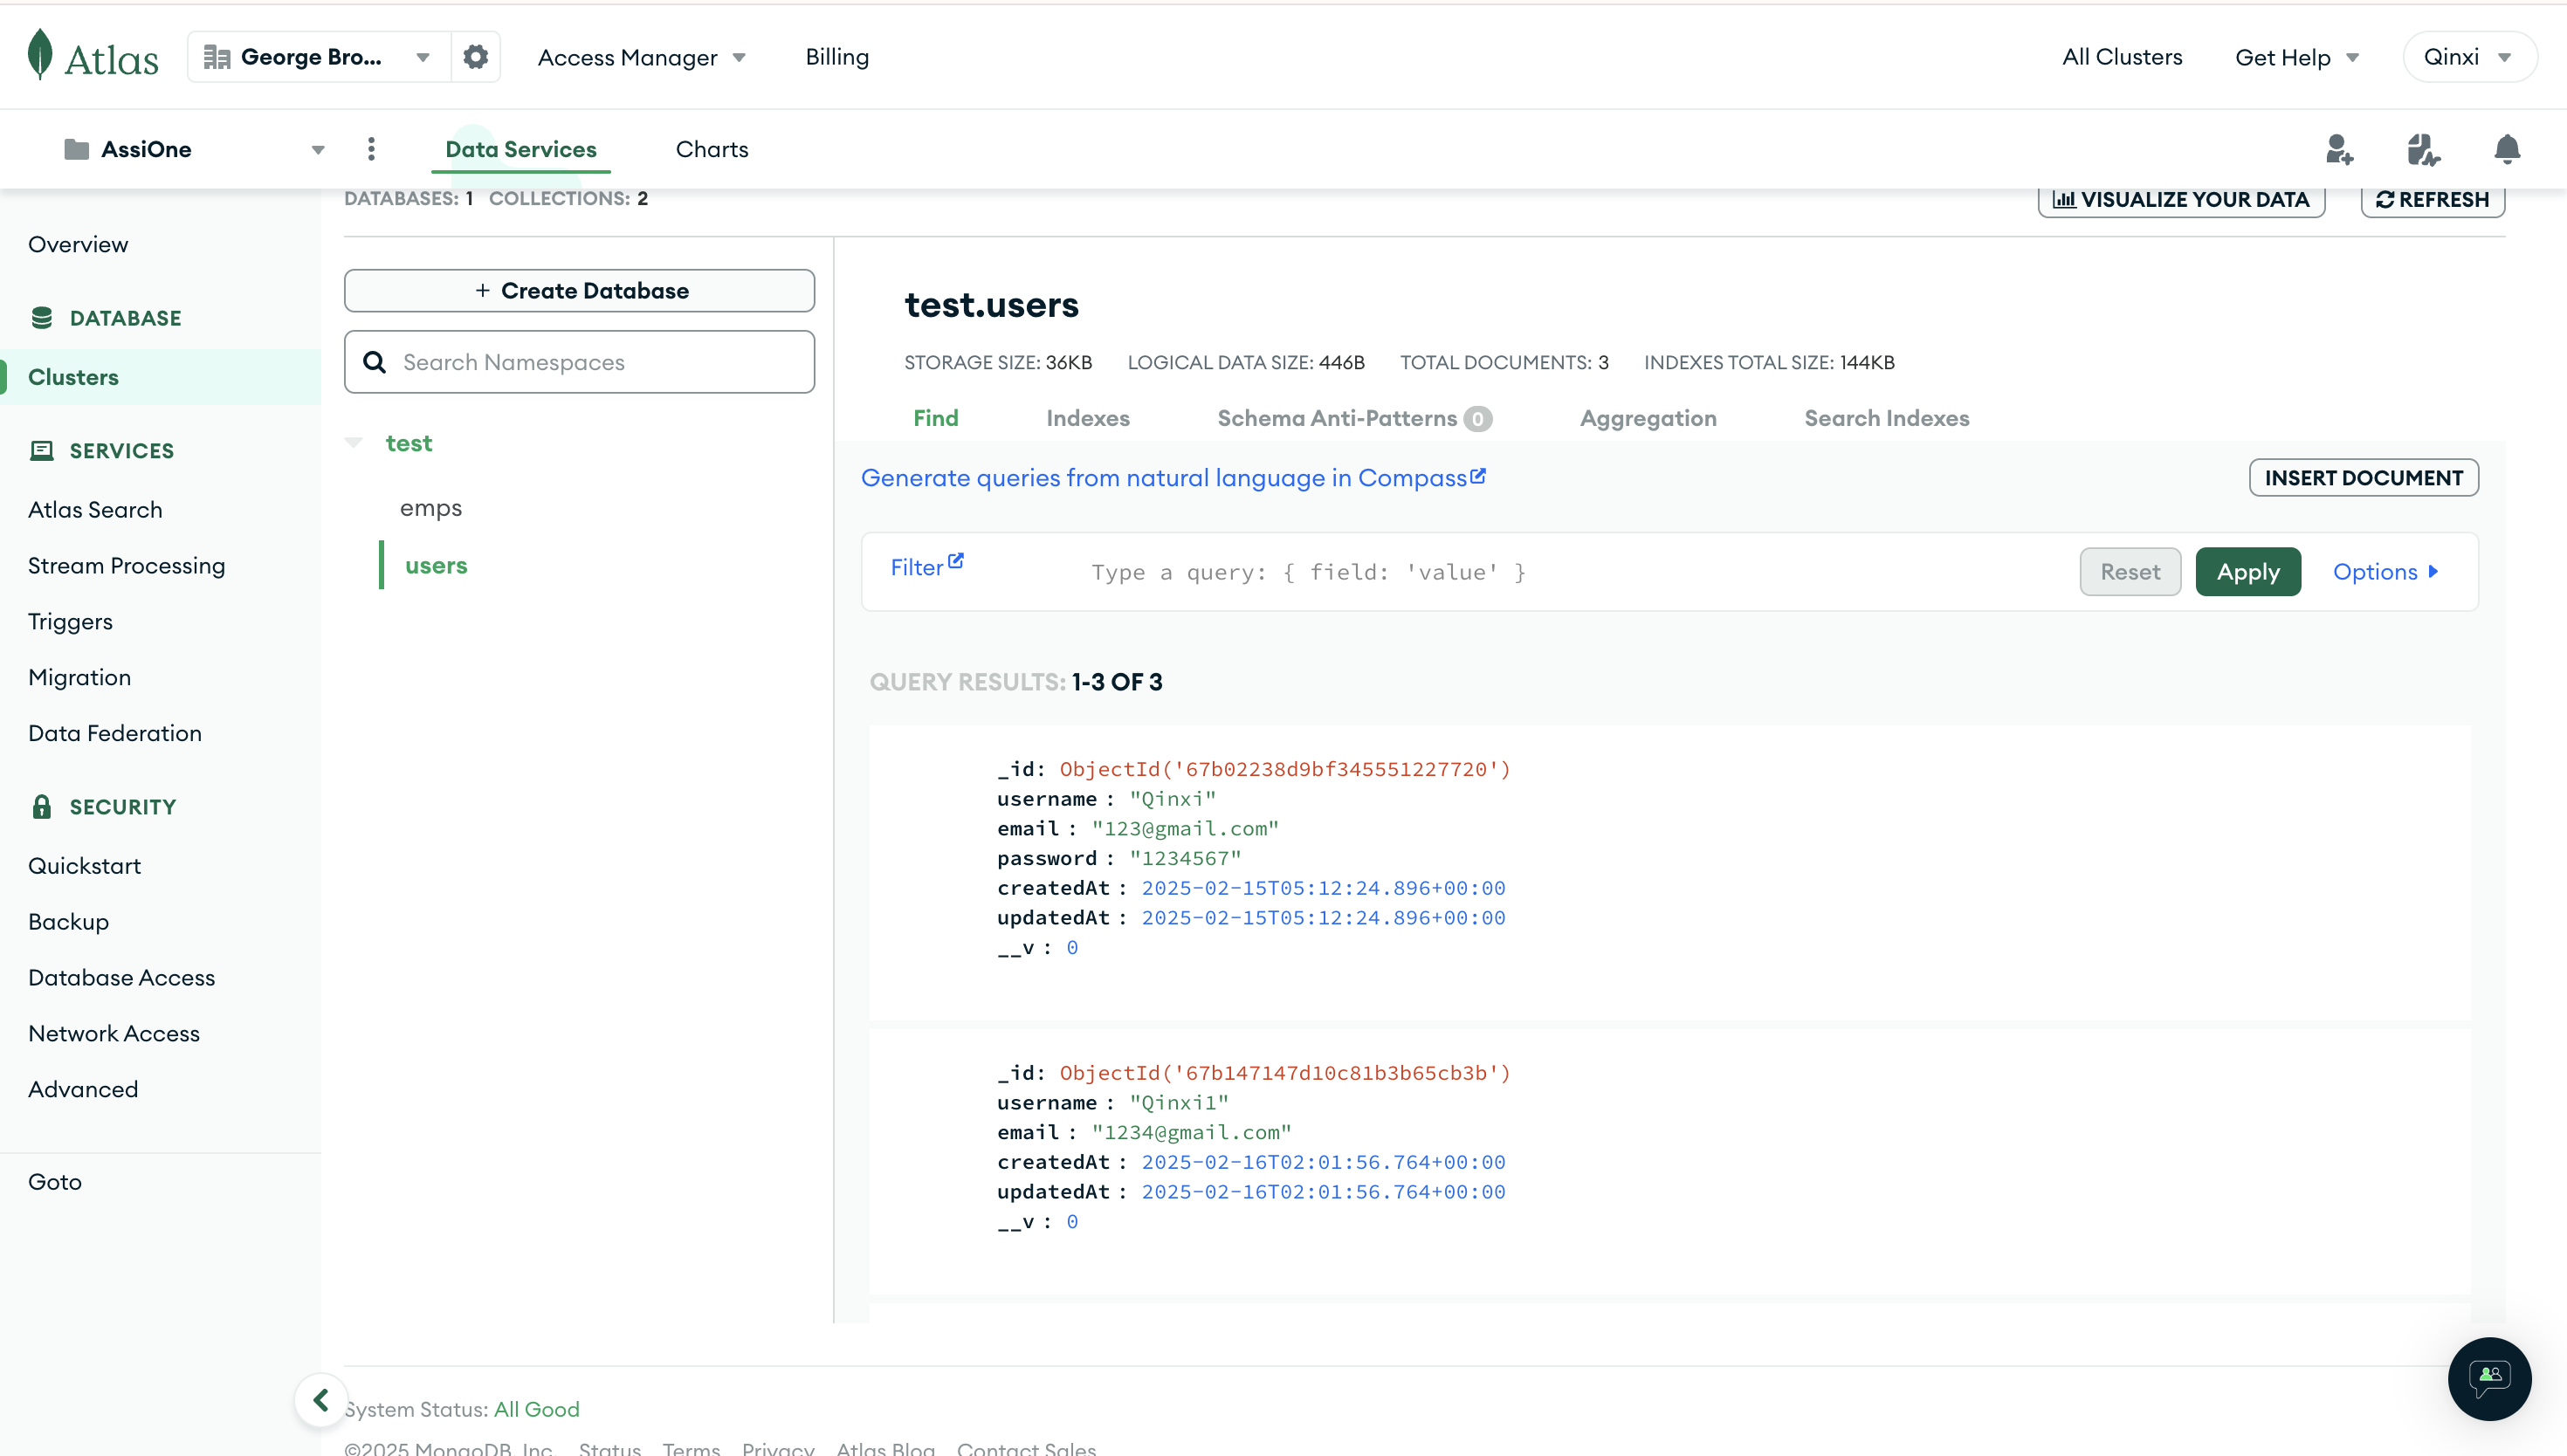 Atlas
George Bro...
Access Manager
Billing
All Clusters
Get Help
Qinxi
AssiOne
Data Services
Charts
DATABASES: 1 COLLECTIONS: 2
VISUALIZE YOUR DATA
REFRESH
Overview
DATABASE
Clusters
SERVICES
Atlas Search
Stream Processing
Triggers
Migration
Data Federation
SECURITY
Quickstart
Backup
Database Access
Network Access
Advanced
Goto
+ Create Database
Search Namespaces
test
emps
users
test.users
STORAGE SIZE: 36KB LOGICAL DATA SIZE: 446B TOTAL DOCUMENTS: 3 INDEXES TOTAL SIZE: 144KB
Find Indexes Schema Anti-Patterns 0 Aggregation Search Indexes
Generate queries from natural language in Compass
INSERT DOCUMENT
Filter
Type a query: { field: 'value' }
Reset
Apply
Options
QUERY RESULTS: 1-3 OF 3
_id: ObjectId('67b02238d9bf345551227720')
username : "Qinxi"
email : "123@gmail.com"
password : "1234567"
createdAt : 2025-02-15T05:12:24.896+00:00
updatedAt : 2025-02-15T05:12:24.896+00:00
__v : 0
_id: ObjectId('67b147147d10c81b3b65cb3b')
username : "Qinxi1"
email : "1234@gmail.com"
createdAt : 2025-02-16T02:01:56.764+00:00
updatedAt : 2025-02-16T02:01:56.764+00:00
__v : 0
System Status: All Good
©2025 MongoDB, Inc. Status Terms Privacy Atlas Blog Contact Sales